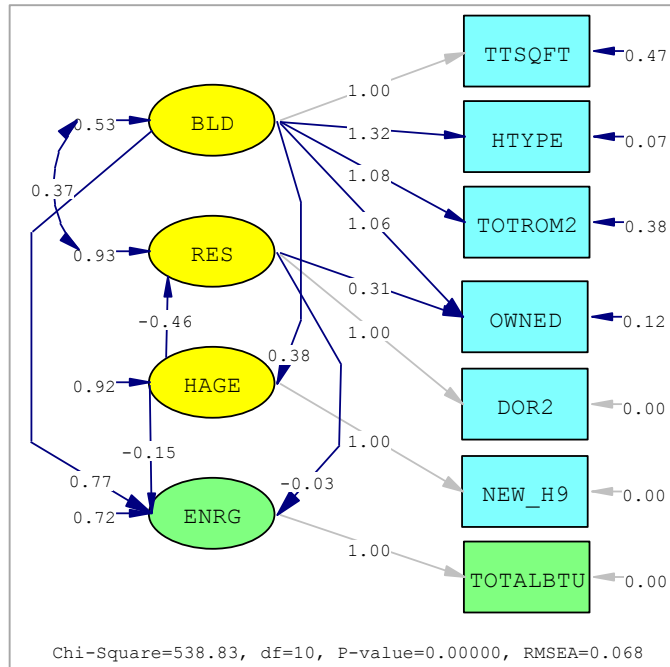 TTSQFT
0.47
1.00
0.53
BLD
1.32
HTYPE
0.07
1.08
0.37
1.06
TOTROM2
0.38
0.93
RES
0.31
OWNED
0.12
-0.46
1.00
0.38
0.92
HAGE
DOR2
0.00
-0.15
1.00
0.77
-0.03
NEW_H9
0.00
0.72
ENRG
1.00
TOTALBTU
0.00
Chi-Square=538.83, df=10, P-value=0.00000, RMSEA=0.068